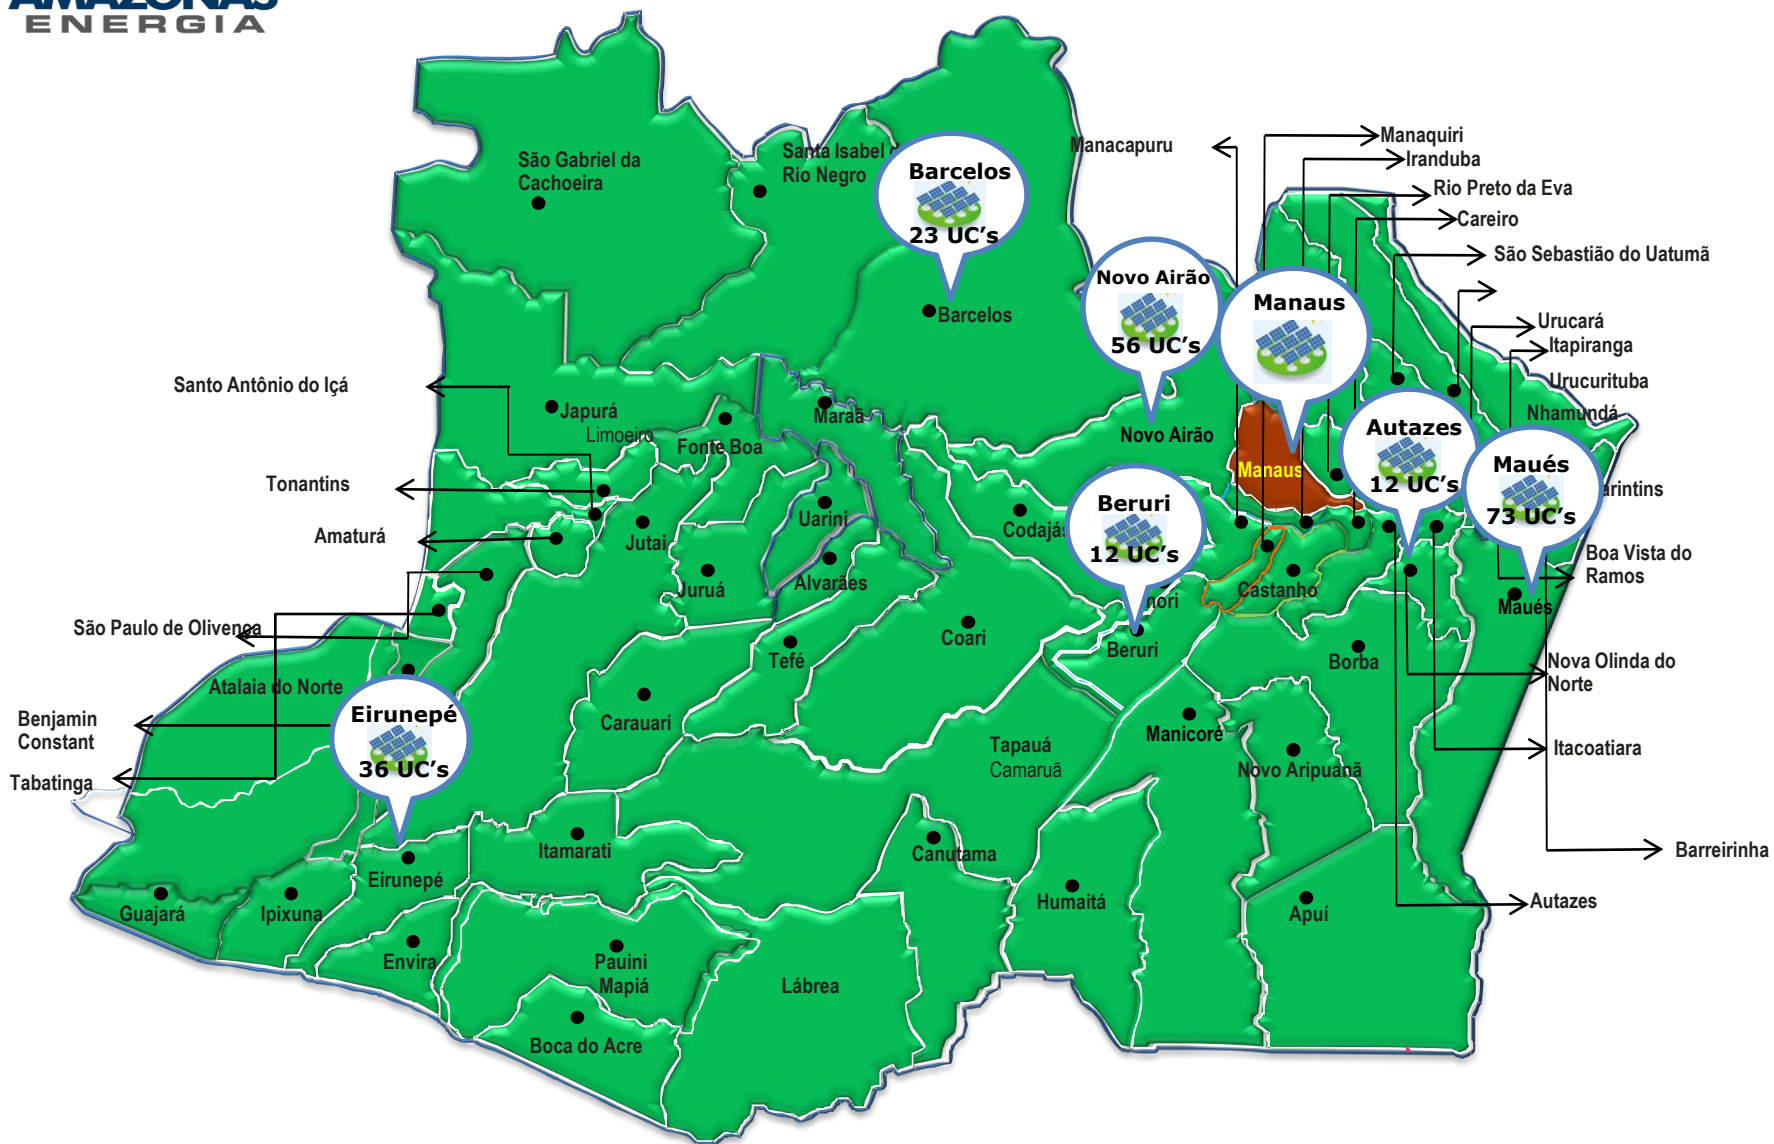 AMAZONAS
ENERGIA
São Gabriel da
Cachoeira
Santa Isabel
Rio Negro
Barcelos
23 UC's
Barcelos
Manacapuru
Manaquiri
Iranduba
Rio Preto da Eva
Careiro
São Sebastião do Uatumã
Urucará
Itapiranga
Urucurituba
Nhamundá
Novo Airão
56 UC's
Novo Airão
Manaus
Manaus
Autazes
12 UC's
Maués
73 UC's
Maués
Boa Vista do
Ramos
Santo Antônio do Içá
Japurá
Limoeiro
Fonte Boa
Maraã
Tonantins
Amaturá
Jutai
Uarini
Alvarães
Juruá
Codajás
Beruri
12 UC's
Beruri
Castanho
São Paulo de Olivença
Atalaia do Norte
Tefé
Coari
Borba
Nova Olinda do
Norte
Benjamin
Constant
Tabatinga
Eirunepé
36 UC's
Carauari
Tapauá
Camaruã
Manicoré
Novo Aripuanã
Itacoatiara
Itamarati
Canutama
Barreirinha
Eirunepé
Guajará
Ipixuna
Humaitá
Apuí
Autazes
Envira
Pauini
Mapiá
Lábrea
Boca do Acre